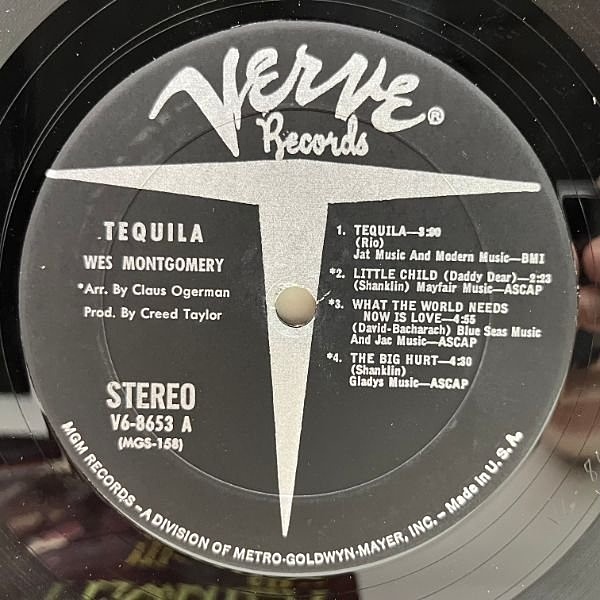 Verve®
Records
TEQUILA
WES MONTGOMERY
*Arr. By Claus Ogerman
Prod. By Creed Taylor
STEREO
V6-8653 A
(MGS-158)
1. TEQUILA—3:00
(Rio)
Jat Music And Modern Music—BMI
*2. LITTLE CHILD (Daddy Dear)—2:23
(Shanklin) Mayfair Music—ASCAP
*3. WHAT THE WORLD NEEDS
NOW IS LOVE—4:55
(David-Bacharach) Blue Seas Music
And Jac Music—ASCAP
*4. THE BIG HURT—4:30
(Shanklin)
Gladys Music—ASCAP
MGM RECORDS—A DIVISION OF METRO-GOLDWYN-MAYER, INC.—Made in U.S.A.